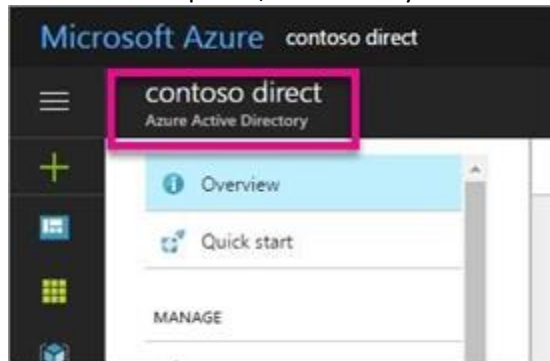 Microsoft Azure contoso direct
contoso direct
Azure Active Directory
Overview
Quick start
MANAGE